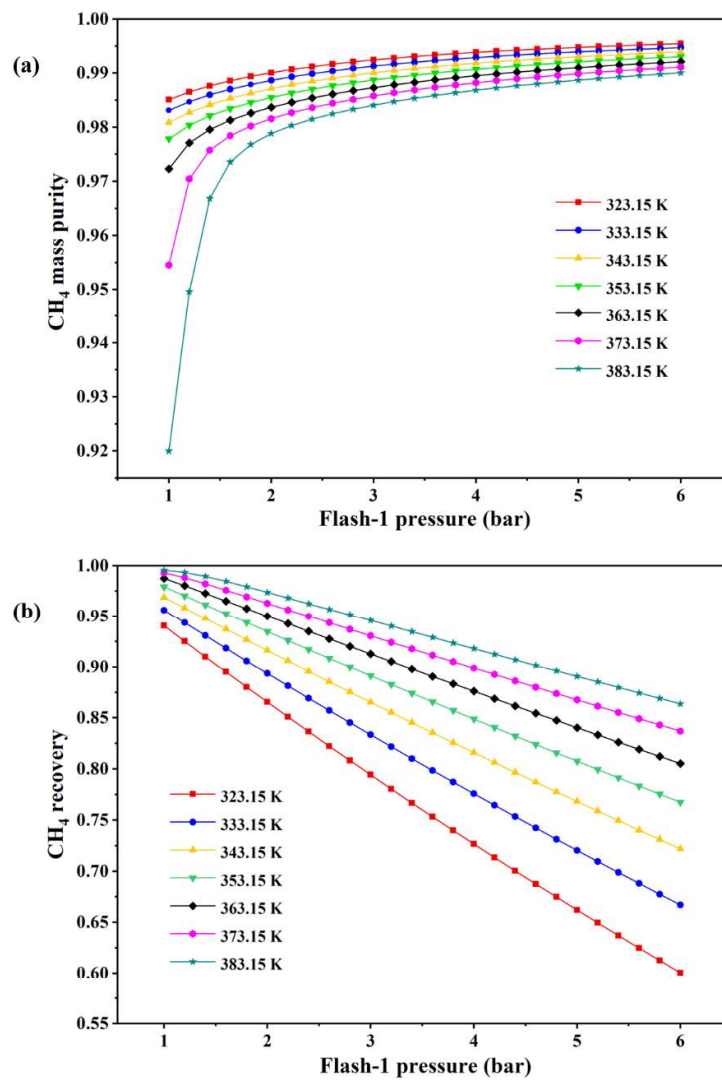 (a)
CH₄ mass purity
1.00
0.99
0.98
0.97
0.96
0.95
0.94
0.93
0.92
323.15 K
333.15 K
343.15 K
353.15 K
363.15 K
373.15 K
383.15 K
1 2 3 4 5 6
Flash-1 pressure (bar)
(b)
CH₄ recovery
1.00
0.95
0.90
0.85
0.80
0.75
0.70
0.65
0.60
0.55
323.15 K
333.15 K
343.15 K
353.15 K
363.15 K
373.15 K
383.15 K
1 2 3 4 5 6
Flash-1 pressure (bar)